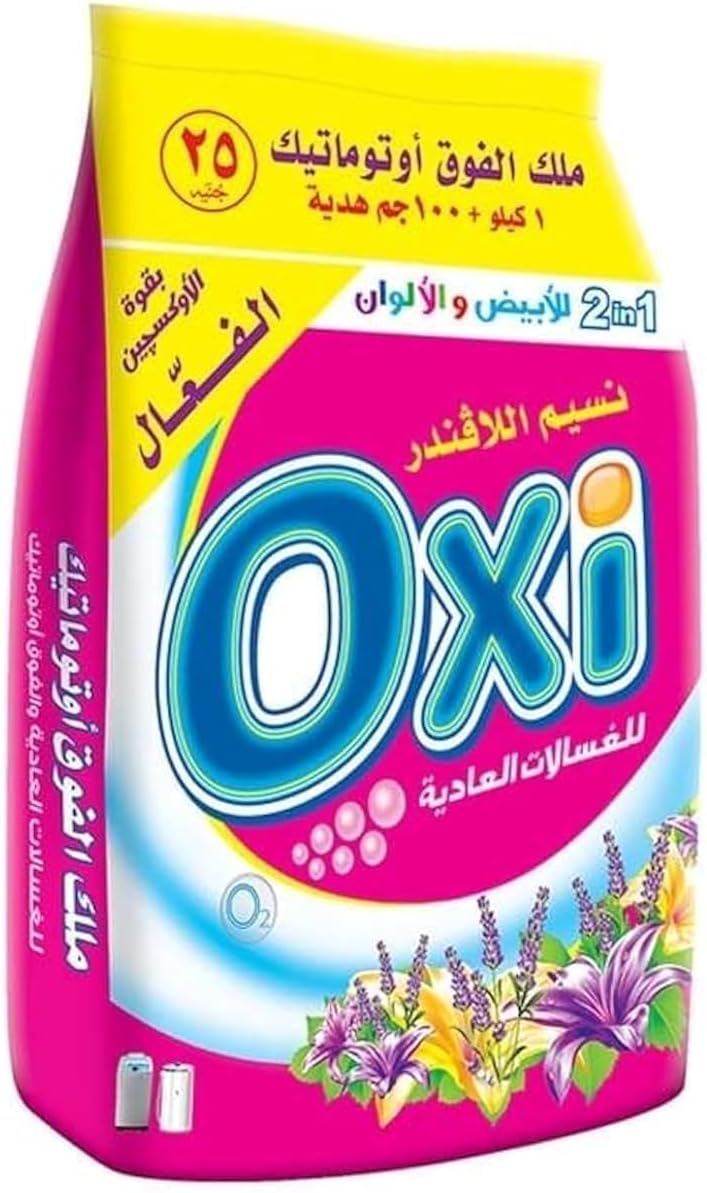 ملك الفوق أوتوماتيك
١ كيلو + ١٠٠ جم هدية
٢٥
جنيه
2in1 للأبيض و الألوان
بقوة
الأوكسچين
الفعّال
نسيم اللاڤندر
Oxi
للغسالات العادية
O2
ملك الفوق أوتوماتيك
للغسالات العادية والفوق أوتوماتيك